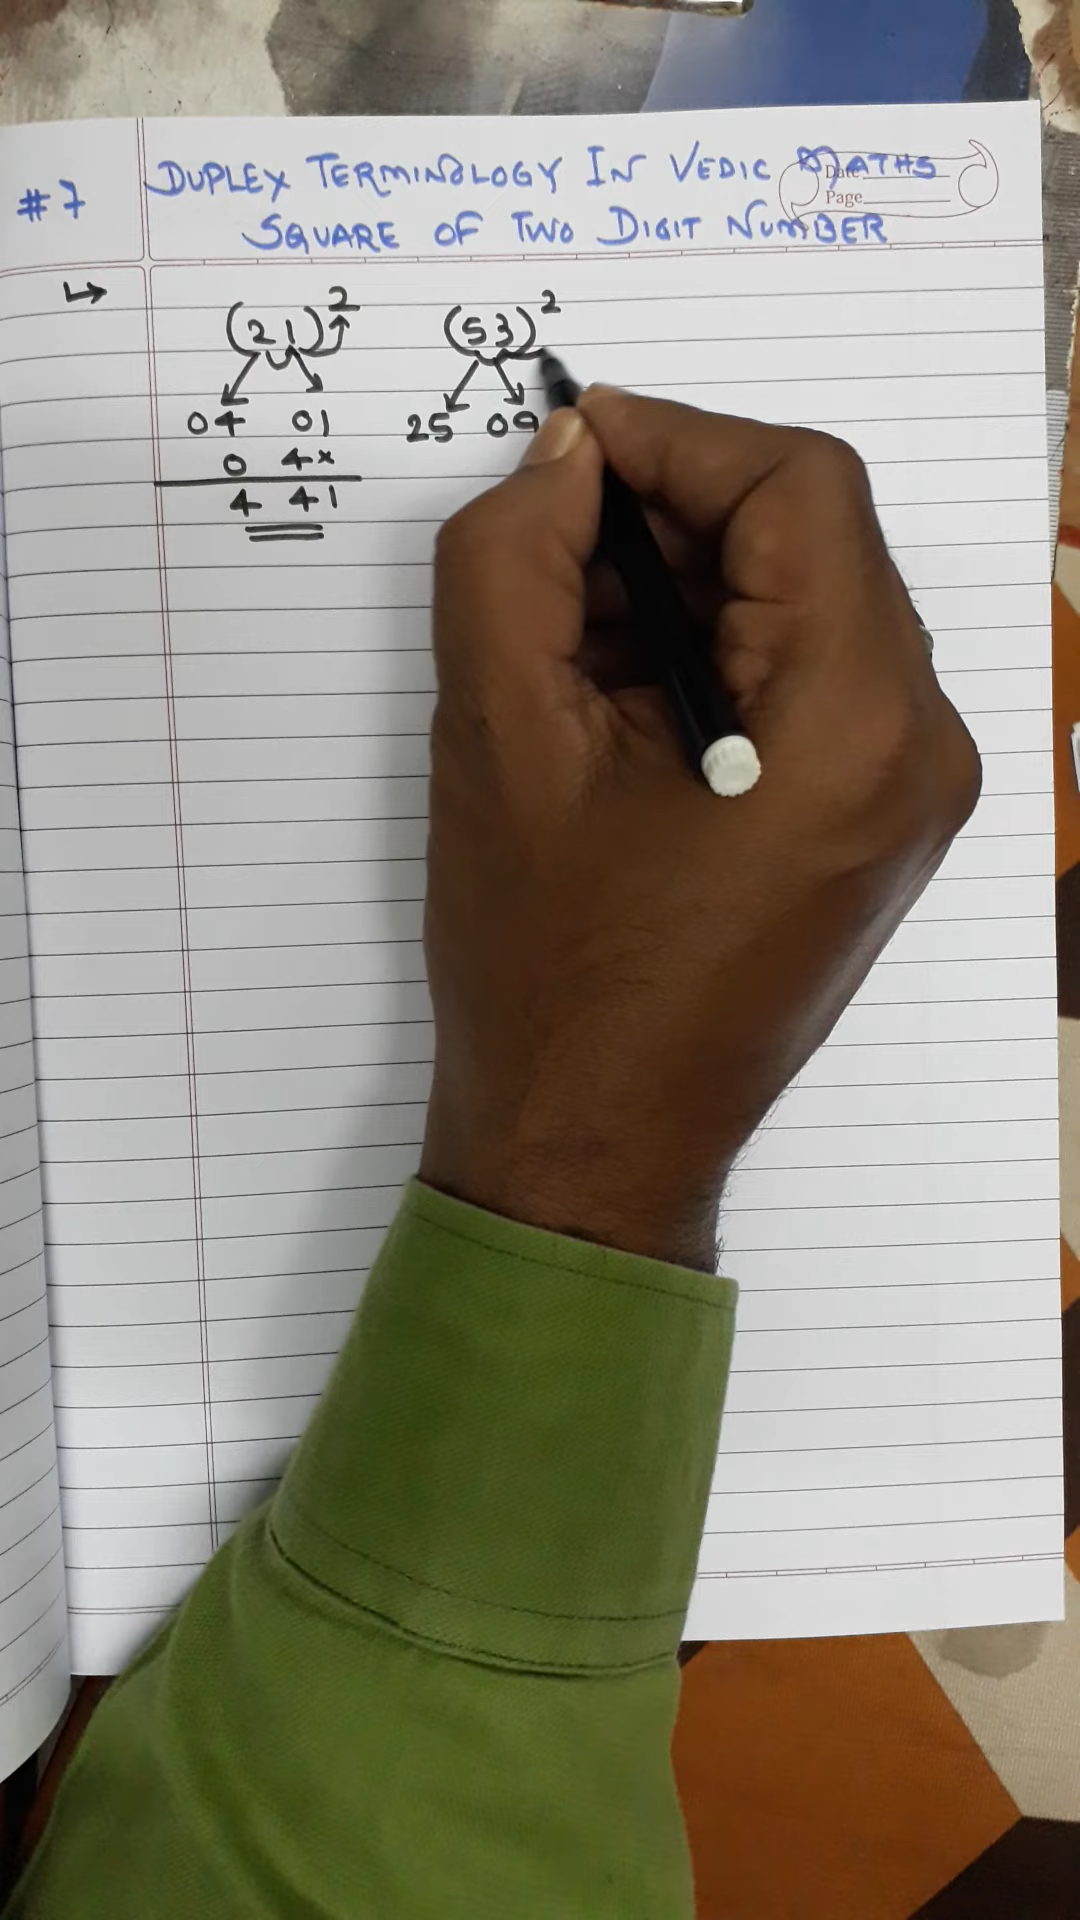 #7
DUPLEX TERMINOLOGY IN VEDIC MATHS
SQUARE OF TWO DIGIT NUMBER
Date
Page
↳ (21)² (53)²
04 01 25 09
0 4×
4 41